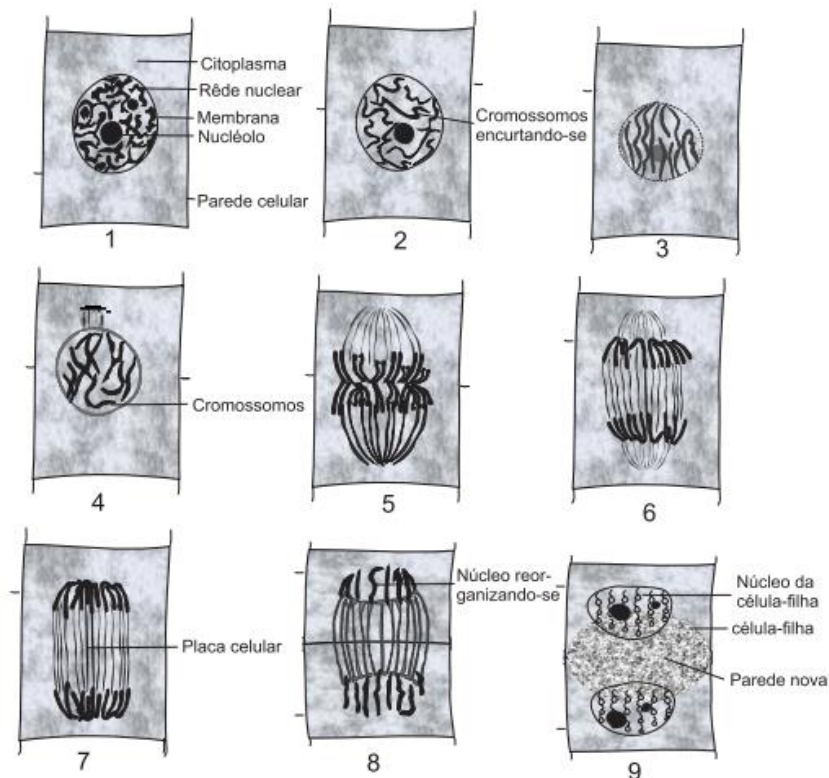 Citoplasma
Rêde nuclear
Membrana
Nucléolo
Parede celular
1
Cromossomos
encurtando-se
2
3
Cromossomos
4
5
6
Placa celular
7
Núcleo reor-
ganizando-se
8
Núcleo da
célula-filha
célula-filha
Parede nova
9